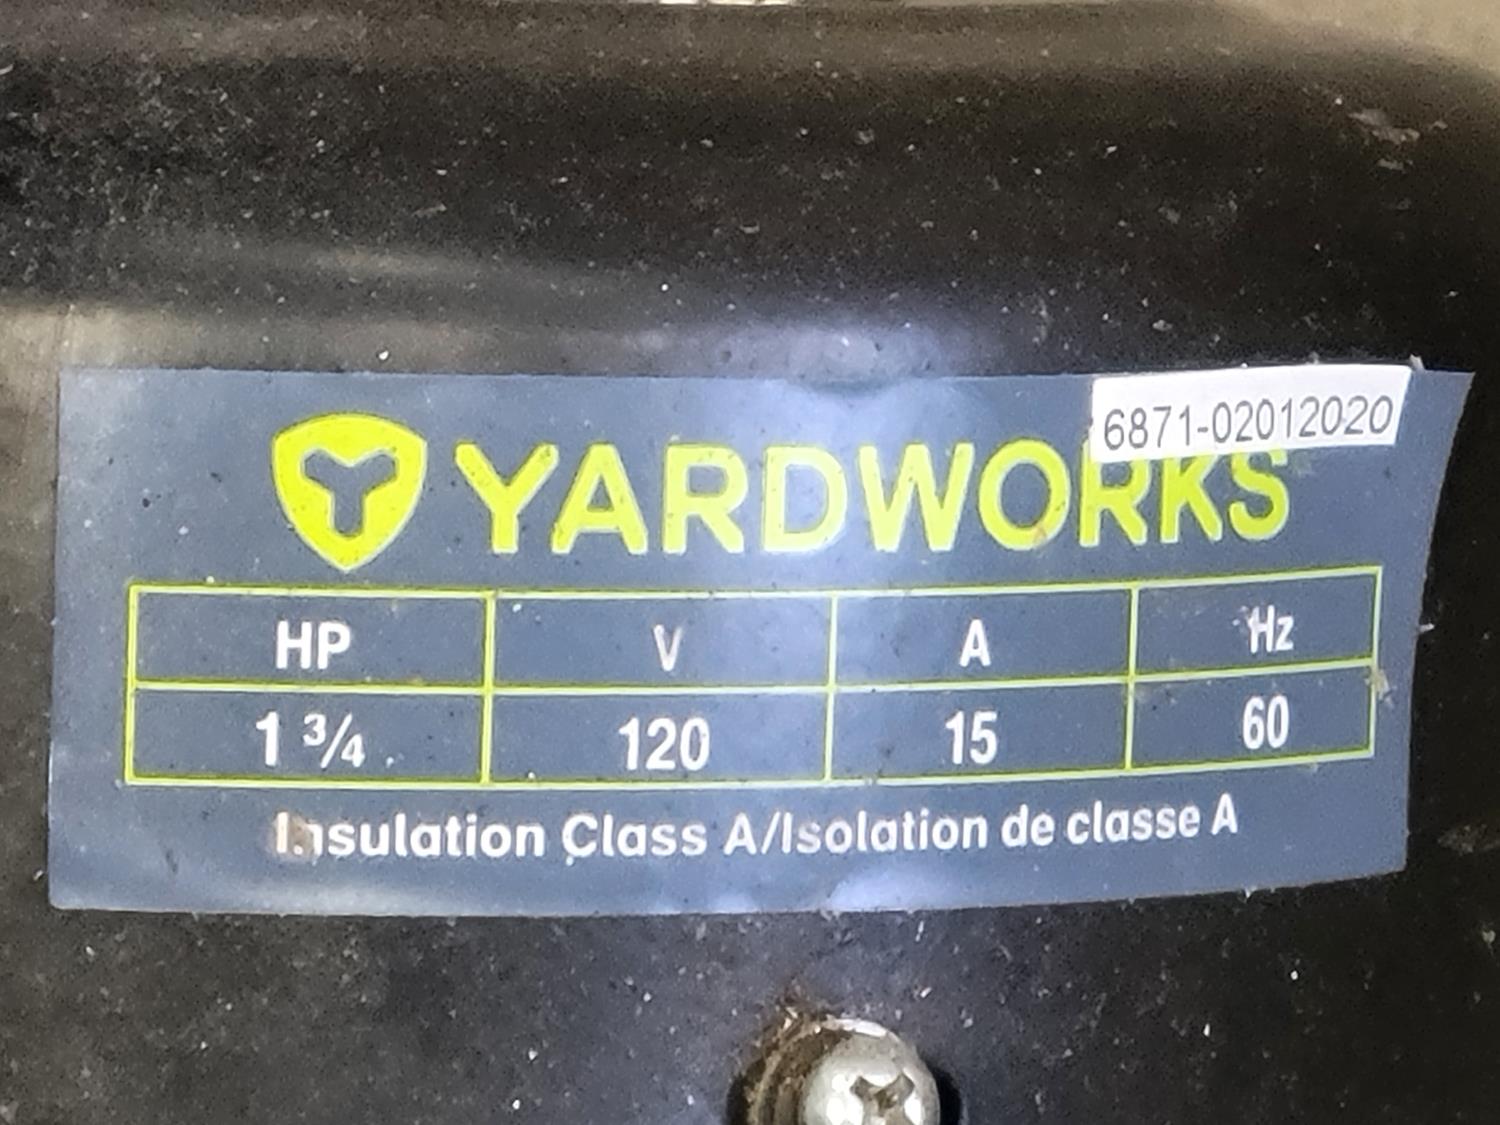 6871-02012020
YARDWORKS
HP V A Hz
1 ¾ 120 15 60
Insulation Class A/Isolation de classe A